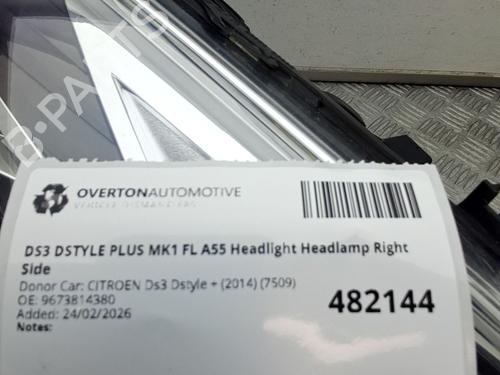 B-PARTS
OVERTONAUTOMOTIVE
DS3 DSTYLE PLUS MK1 FL A55 Headlight Headlamp Right
Side
Donor Car: CITROEN Ds3 Dstyle + (2014) (7509)
OE: 9673814380
Added: 24/02/2026
Notes:
482144